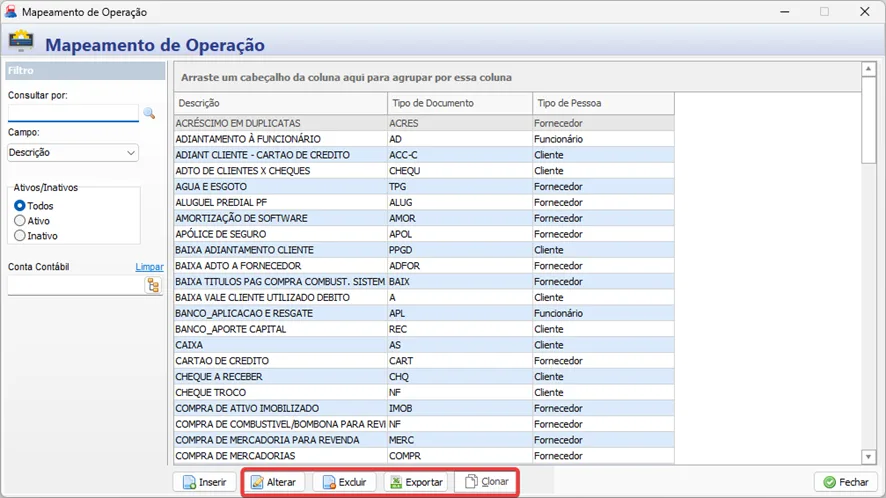 Mapeamento de Operação
Mapeamento de Operação
Filtro
Consultar por:
Campo:
Descrição
Ativos/Inativos
Todos
Ativo
Inativo
Conta Contábil Limpar
Arraste um cabeçalho da coluna aqui para agrupar por essa coluna
Descrição Tipo de Documento Tipo de Pessoa
ACRÉSCIMO EM DUPLICATAS ACRES Fornecedor
ADIANTAMENTO À FUNCIONÁRIO AD Funcionário
ADIANT CLIENTE - CARTAO DE CREDITO ACC-C Cliente
ADTO DE CLIENTES X CHEQUES CHEQU Cliente
AGUA E ESGOTO TPG Fornecedor
ALUGUEL PREDIAL PF ALUG Fornecedor
AMORTIZAÇÃO DE SOFTWARE AMOR Fornecedor
APÓLICE DE SEGURO APOL Fornecedor
BAIXA ADIANTAMENTO CLIENTE PPGD Cliente
BAIXA ADTO A FORNECEDOR ADFOR Fornecedor
BAIXA TITULOS PAG COMPRA COMBUST. SISTEM BAIX Fornecedor
BAIXA VALE CLIENTE UTILIZADO DEBITO A Cliente
BANCO_APLICACAO E RESGATE APL Funcionário
BANCO_APORTE CAPITAL REC Cliente
CAIXA AS Cliente
CARTAO DE CREDITO CART Fornecedor
CHEQUE A RECEBER CHQ Cliente
CHEQUE TROCO NF Cliente
COMPRA DE ATIVO IMOBILIZADO IMOB Fornecedor
COMPRA DE COMBUSTIVEL/BOMBONA PARA REVI NF Fornecedor
COMPRA DE MERCADORIA PARA REVENDA MERC Fornecedor
COMPRA DE MERCADORIAS COMPR Fornecedor
Inserir Alterar Excluir Exportar Clonar Fechar